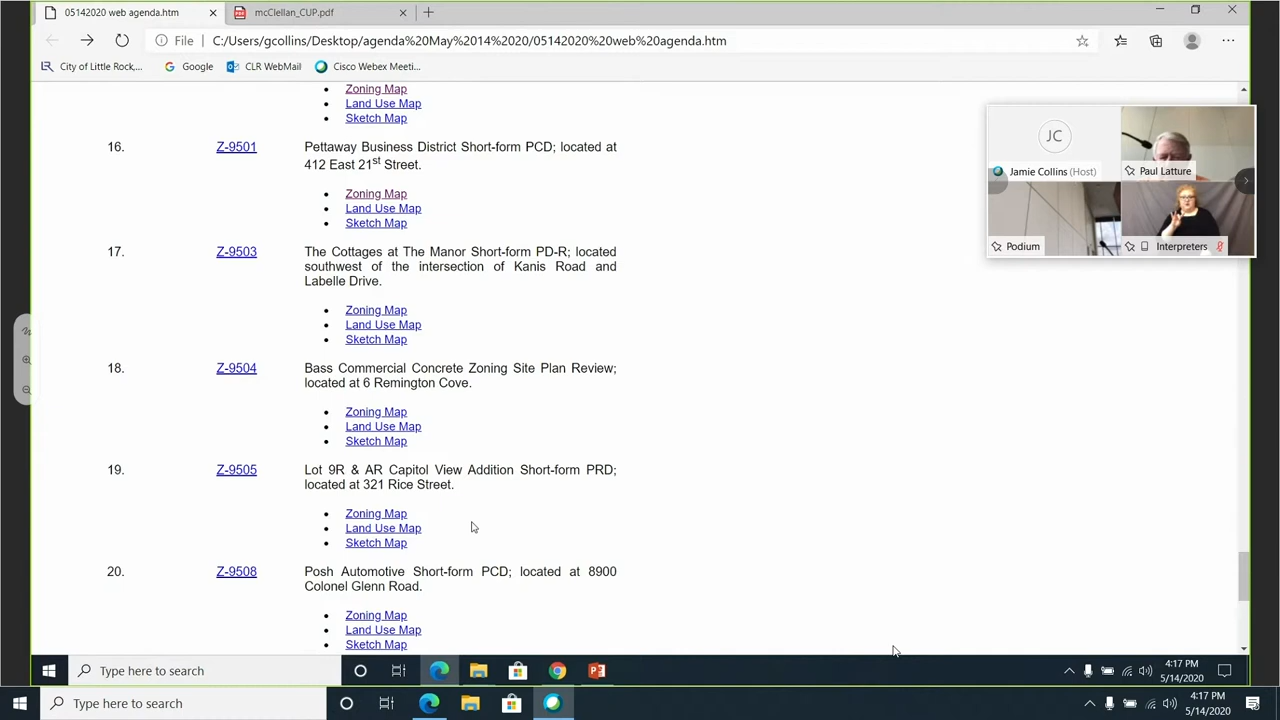 05142020 web agenda.htm
mcClellan_CUP.pdf
File
C:/Users/gcollins/Desktop/agenda%20May%2014%2020/05142020%20web%20agenda.htm
City of Little Rock,...
Google
CLR WebMail
Cisco Webex Meeti...
Zoning Map
Land Use Map
Sketch Map
16. Z-9501 Pettaway Business District Short-form PCD; located at
412 East 21st Street.
Zoning Map
Land Use Map
Sketch Map
17. Z-9503 The Cottages at The Manor Short-form PD-R; located
southwest of the intersection of Kanis Road and
Labelle Drive.
Zoning Map
Land Use Map
Sketch Map
18. Z-9504 Bass Commercial Concrete Zoning Site Plan Review;
located at 6 Remington Cove.
Zoning Map
Land Use Map
Sketch Map
19. Z-9505 Lot 9R & AR Capitol View Addition Short-form PRD;
located at 321 Rice Street.
Zoning Map
Land Use Map
Sketch Map
20. Z-9508 Posh Automotive Short-form PCD; located at 8900
Colonel Glenn Road.
Zoning Map
Land Use Map
Sketch Map
JC
Jamie Collins (Host)
Paul Latture
Podium
Interpreters
Type here to search
4:17 PM
5/14/2020
Type here to search
4:17 PM
5/14/2020